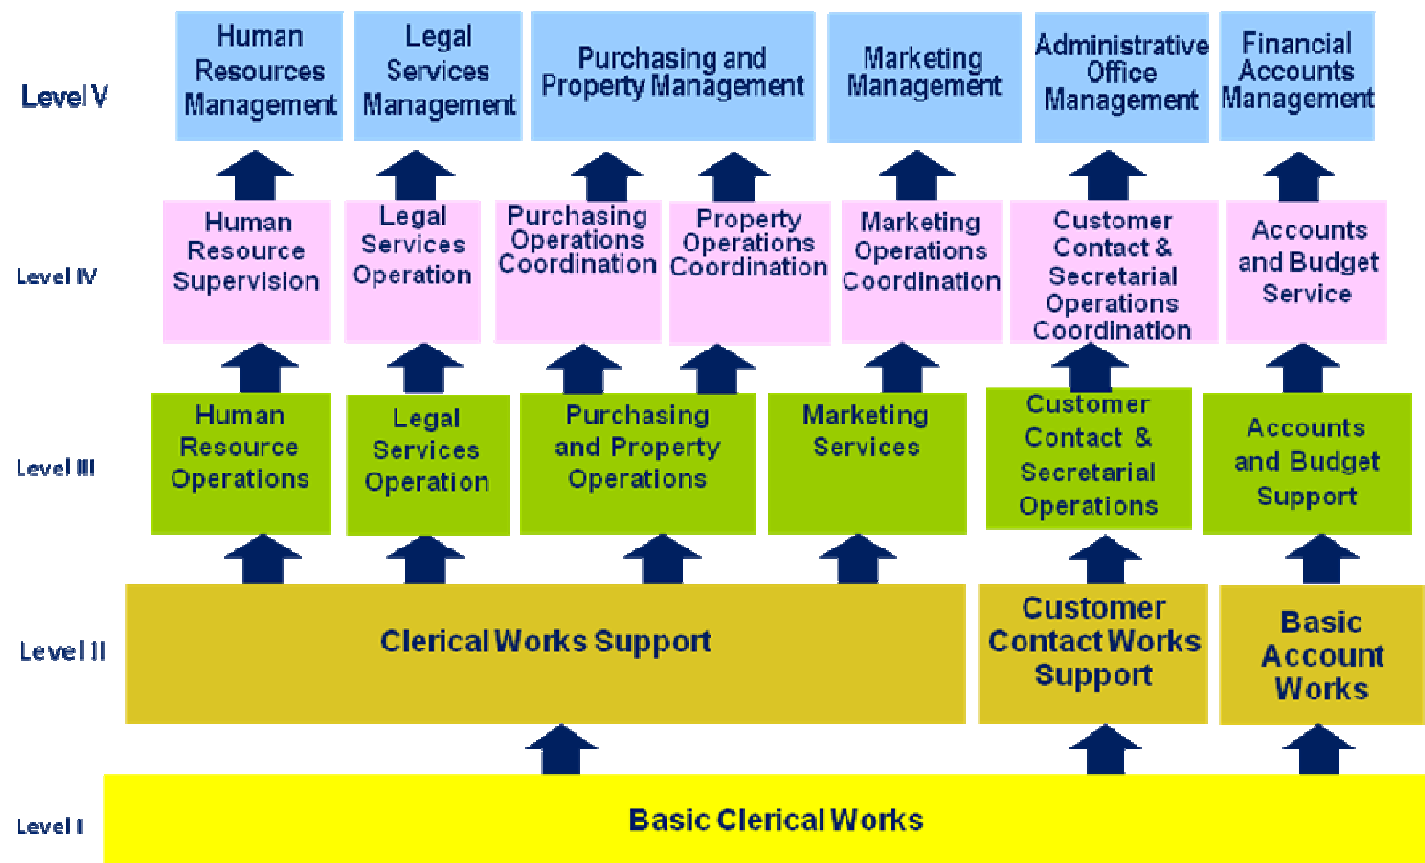 Level V
Human
Resources
Management
Legal
Services
Management
Purchasing and
Property Management
Marketing
Management
Administrative
Office
Management
Financial
Accounts
Management
Level IV
Human
Resource
Supervision
Legal
Services
Operation
Purchasing
Operations
Coordination
Property
Operations
Coordination
Marketing
Operations
Coordination
Customer
Contact &
Secretarial
Operations
Coordination
Accounts
and Budget
Service
Level III
Human
Resource
Operations
Legal
Services
Operation
Purchasing
and Property
Operations
Marketing
Services
Customer
Contact &
Secretarial
Operations
Accounts
and Budget
Support
Level II
Clerical Works Support
Customer
Contact Works
Support
Basic
Account
Works
Level I
Basic Clerical Works